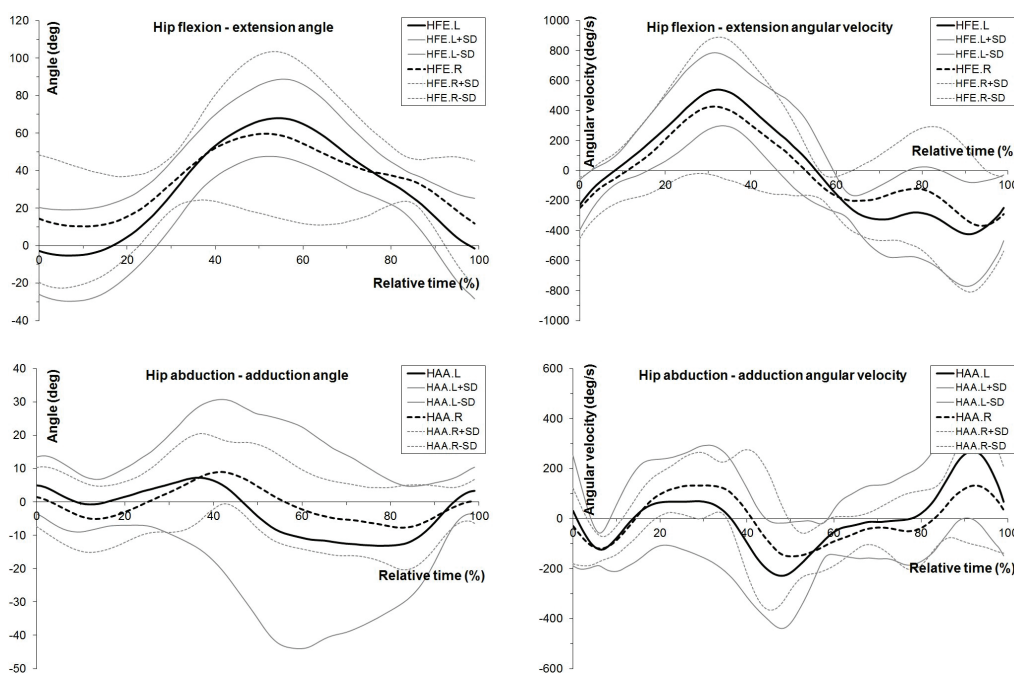 Hip flexion - extension angle
Angle (deg)
120
100
80
60
40
20
0
-20
-40
0 20 40 60 80 100
Relative time (%)
HFE.L
HFE.L+SD
HFE.L-SD
HFE.R
HFE.R+SD
HFE.R-SD
Hip flexion - extension angular velocity
Angular velocity (deg/s)
1000
800
600
400
200
0
-200
-400
-600
-800
-1000
0 20 40 60 80 100
Relative time (%
HFE.L
HFE.L+SD
HFE.L-SD
HFE.R
HFE.R+SD
HFE.R-SD
Hip abduction - adduction angle
Angle (deg)
40
30
20
10
0
-10
-20
-30
-40
-50
0 20 40 60 80 100
Relative time (%)
HAA.L
HAA.L+SD
HAA.L-SD
HAA.R
HAA.R+SD
HAA.R-SD
Hip abduction - adduction angular velocity
Angular velocity (deg/s)
600
400
200
0
-200
-400
-600
0 20 40 60 80 100
Relative time (%)
HAA.L
HAA.L+SD
HAA.L-SD
HAA.R
HAA.R+SD
HAA.R-SD